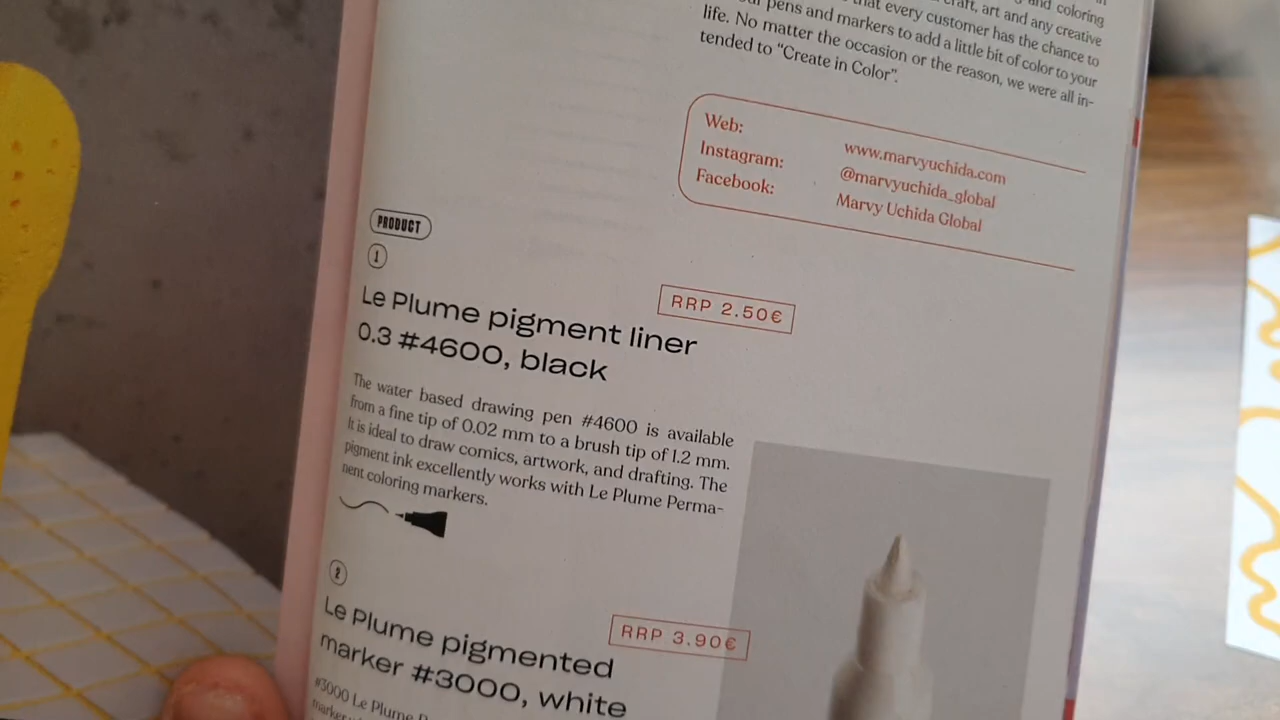 and coloring in
craft, art and any creative
pens and markers that every customer has the chance to
to add a little bit of color to your
life. No matter the occasion or the reason, we were all in-
tended to “Create in Color”.
Web: www.marvyuchida.com
Instagram: @marvyuchida_global
Facebook: Marvy Uchida Global
PRODUCT
1
Le Plume pigment liner
0.3 #4600, black
RRP 2.50€
The water based drawing pen #4600 is available
from a fine tip of 0.02 mm to a brush tip of 1.2 mm.
It is ideal to draw comics, artwork, and drafting. The
pigment ink excellently works with Le Plume Perma-
nent coloring markers.
2
Le Plume pigmented
marker #3000, white
RRP 3.90€
#3000 Le Plume